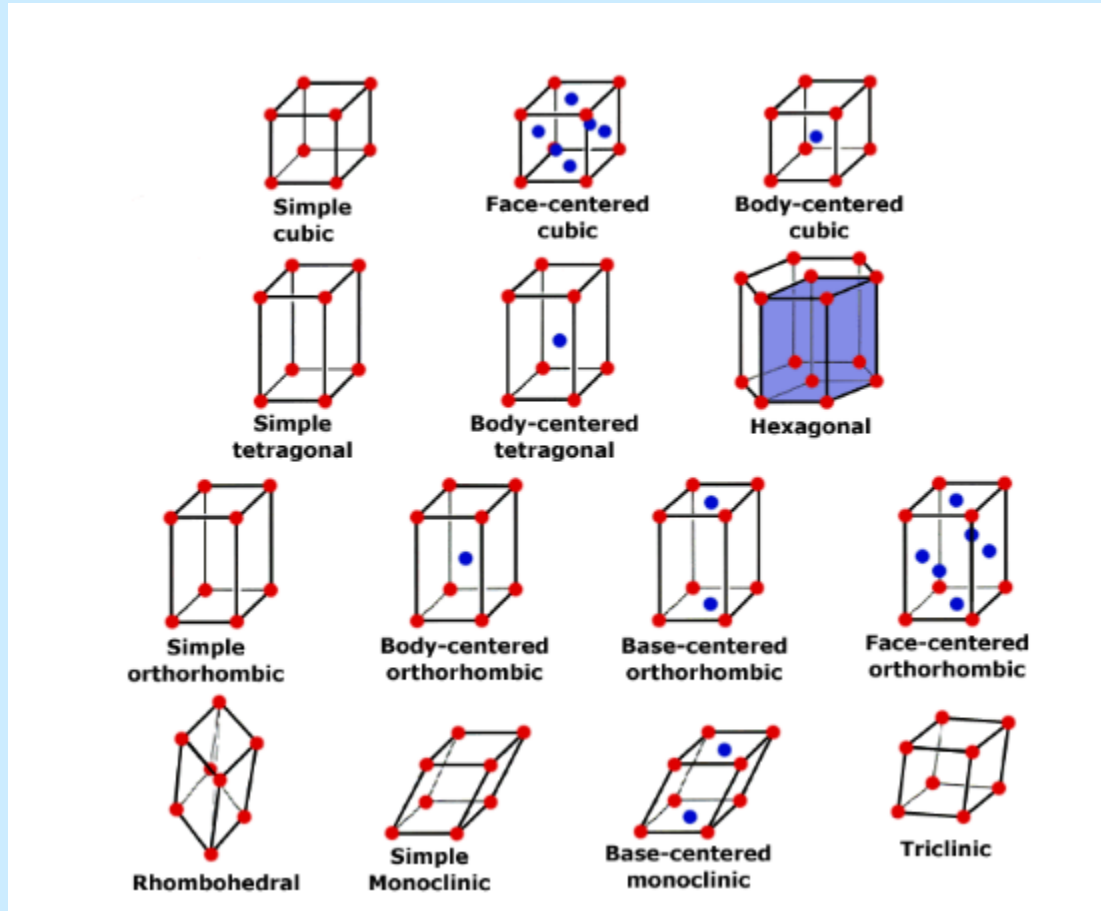 Simple
cubic
Face-centered
cubic
Body-centered
cubic
Simple
tetragonal
Body-centered
tetragonal
Hexagonal
Simple
orthorhombic
Body-centered
orthorhombic
Base-centered
orthorhombic
Face-centered
orthorhombic
Rhombohedral
Simple
Monoclinic
Base-centered
monoclinic
Triclinic